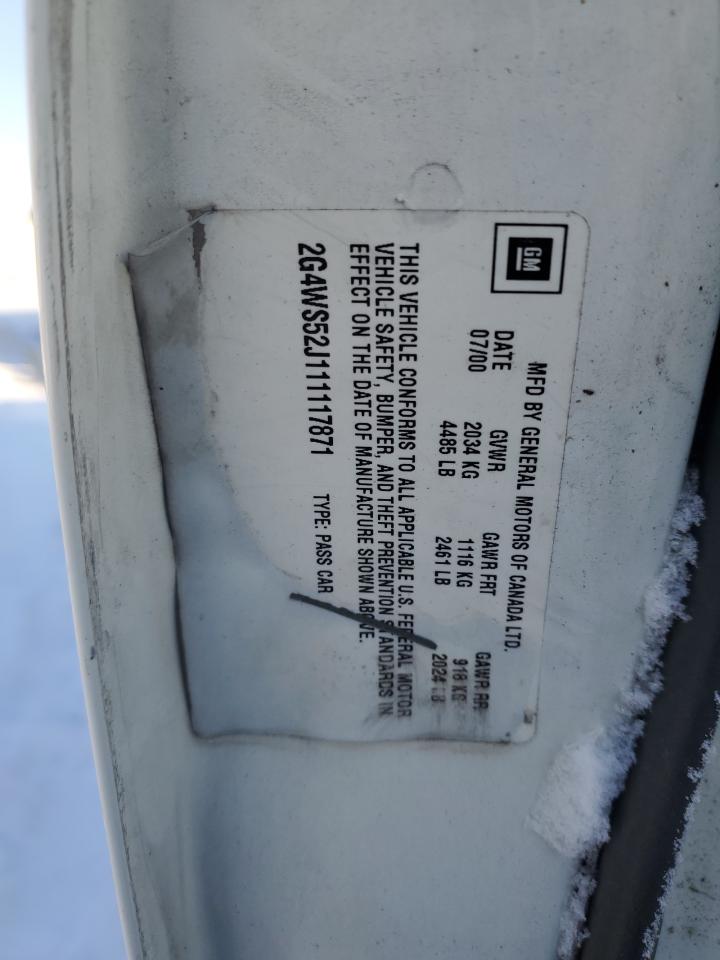 GM
MFD BY GENERAL MOTORS OF CANADA LTD.
DATE GVWR GAWR FRT GAWR RR
07/00 2034 KG 1116 KG 918 KG
4485 LB 2461 LB 2024 LB
THIS VEHICLE CONFORMS TO ALL APPLICABLE U.S. FEDERAL MOTOR
VEHICLE SAFETY, BUMPER, AND THEFT PREVENTION STANDARDS IN
EFFECT ON THE DATE OF MANUFACTURE SHOWN ABOVE.
2G4WS52J111117871 TYPE: PASS CAR